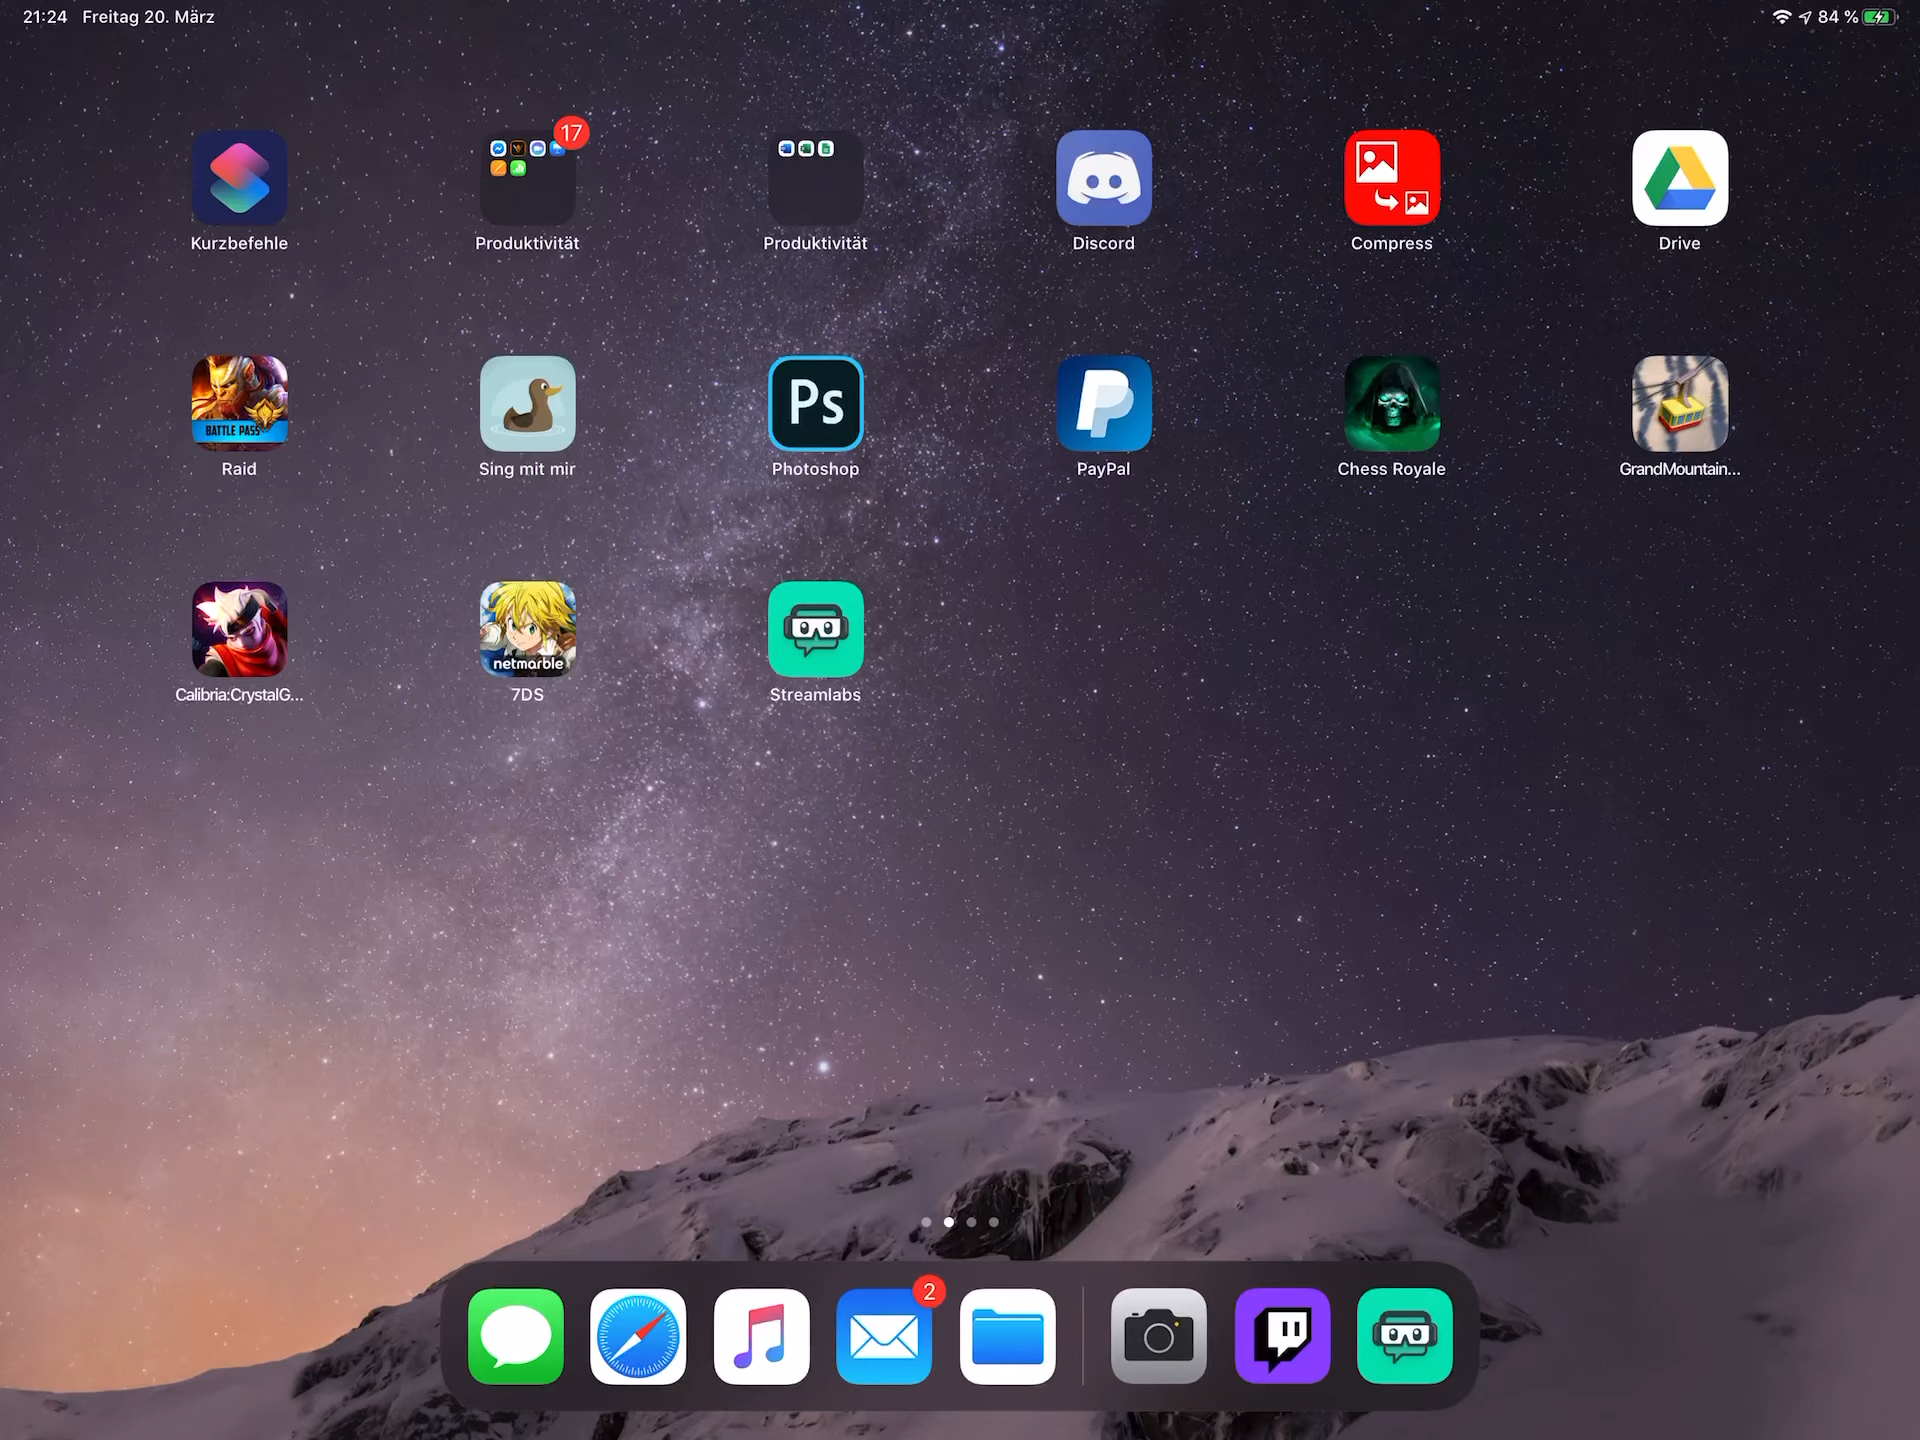 21:24 Freitag 20. März
84 %
17
Kurzbefehle
Produktivität
Produktivität
Discord
Compress
Drive
BATTLE PASS
Ps
Raid
Sing mit mir
Photoshop
PayPal
Chess Royale
GrandMountain...
netmarble
Calibria:CrystalG...
7DS
Streamlabs
2